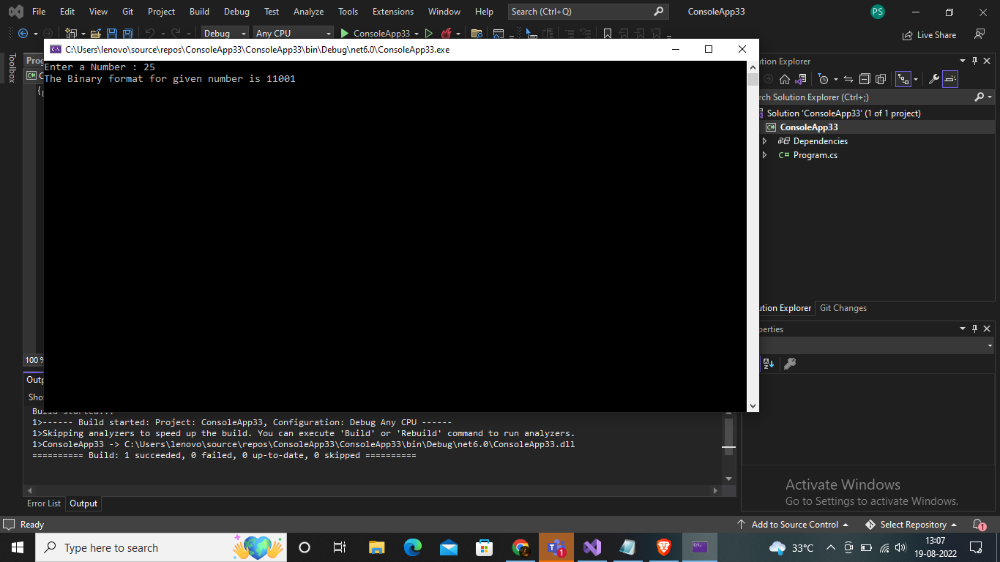 File Edit View Git Project Build Debug Test Analyze Tools Extensions Window Help Search (Ctrl+Q) ConsoleApp33 PS
Debug Any CPU ConsoleApp33 Live Share
C:\Users\lenovo\source\repos\ConsoleApp33\ConsoleApp33\bin\Debug\net6.0\ConsoleApp33.exe
Enter a Number : 25
The Binary format for given number is 11001
Toolbox
Explorer
Solution Explorer (Ctrl+;)
Solution 'ConsoleApp33' (1 of 1 project)
C# ConsoleApp33
Dependencies
C# Program.cs
Explorer Git Changes
100 %
Build started...
1>------ Build started: Project: ConsoleApp33, Configuration: Debug Any CPU ------
1>Skipping analyzers to speed up the build. You can execute 'Build' or 'Rebuild' command to run analyzers.
1>ConsoleApp33 -> C:\Users\lenovo\source\repos\ConsoleApp33\ConsoleApp33\bin\Debug\net6.0\ConsoleApp33.dll
========== Build: 1 succeeded, 0 failed, 0 up-to-date, 0 skipped ==========
Error List Output
Activate Windows
Go to Settings to activate Windows.
Ready Add to Source Control Select Repository 1
Type here to search 1 33°C 13:07
19-08-2022